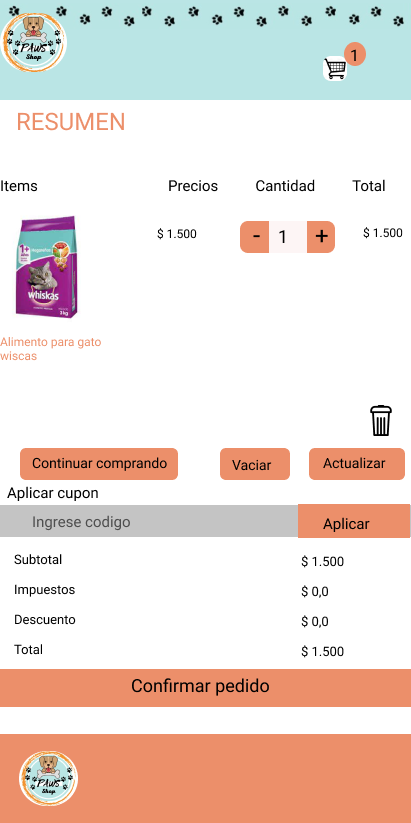 PAWS
Shop
1
RESUMEN
Items Precios Cantidad Total
$ 1.500 - 1 + $ 1.500
1+
whiskas
3kg
Alimento para gato
wiscas
Continuar comprando Vaciar Actualizar
Aplicar cupon
Ingrese codigo Aplicar
Subtotal $ 1.500
Impuestos $ 0,0
Descuento $ 0,0
Total $ 1.500
Confirmar pedido
PAWS
Shop